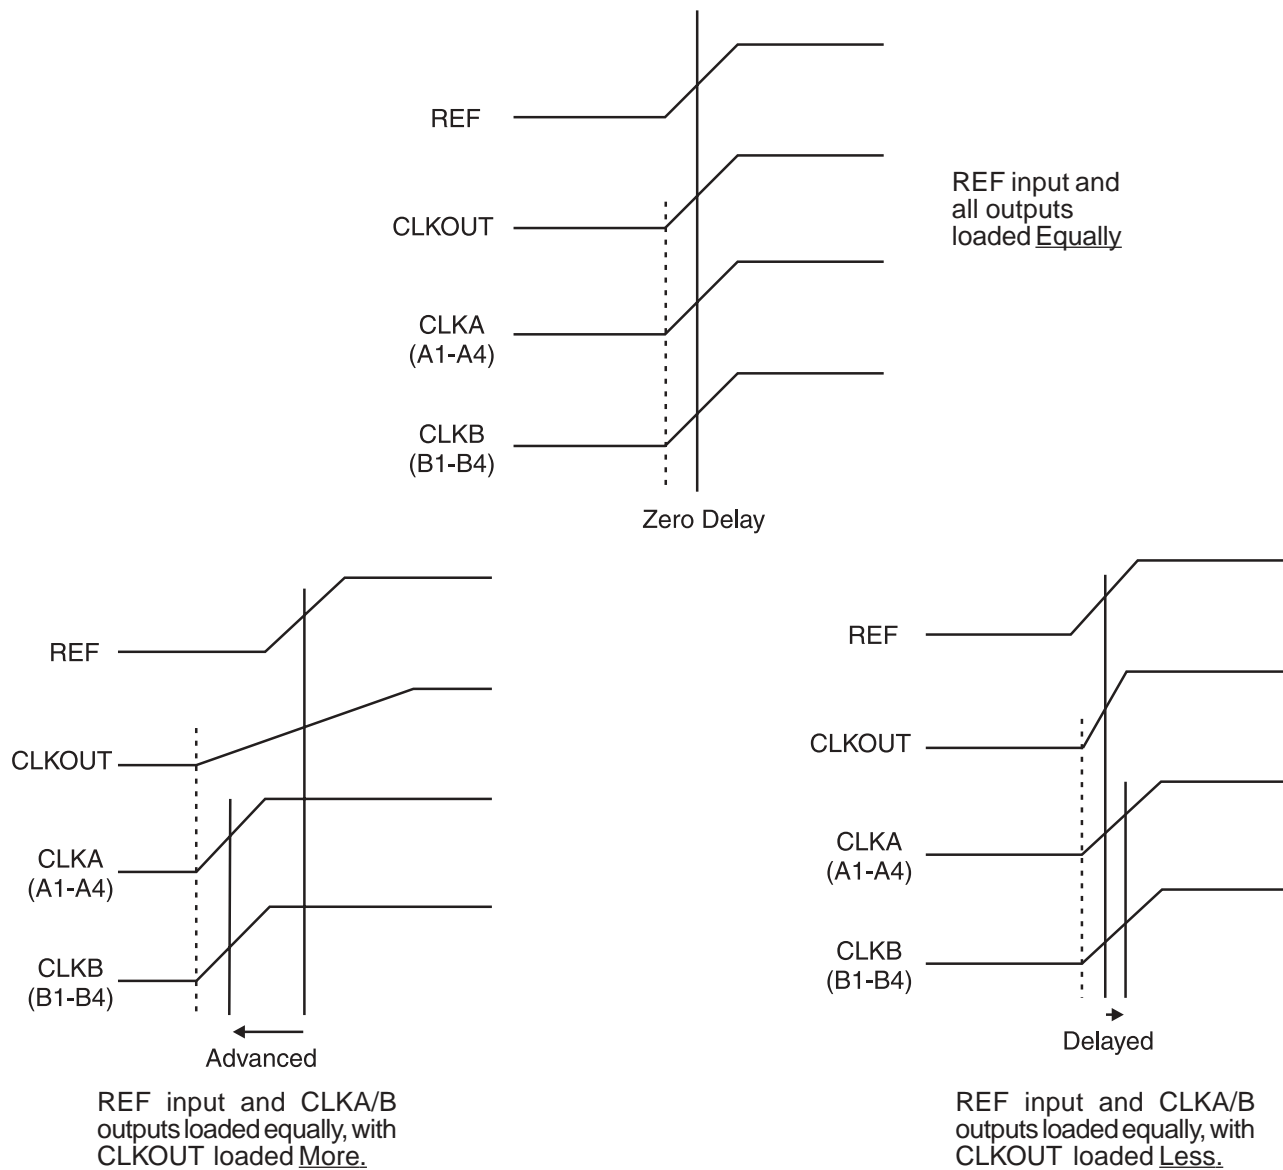 REF
CLKOUT
CLKA
(A1-A4)
CLKB
(B1-B4)
Zero Delay
REF input and
all outputs
loaded Equally
REF
CLKOUT
CLKA
(A1-A4)
CLKB
(B1-B4)
Advanced
REF input and CLKA/B
outputs loaded equally, with
CLKOUT loaded More.
REF
CLKOUT
CLKA
(A1-A4)
CLKB
(B1-B4)
Delayed
REF input and CLKA/B
outputs loaded equally, with
CLKOUT loaded Less.